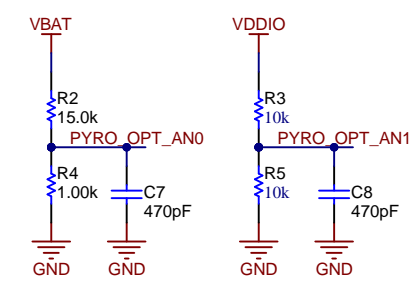 VBAT
VDDIO
R2
15.0k
R3
10k
PYRO_OPT_AN0
PYRO_OPT_AN1
R4
1.00k
C7
470pF
R5
10k
C8
470pF
GND
GND
GND
GND